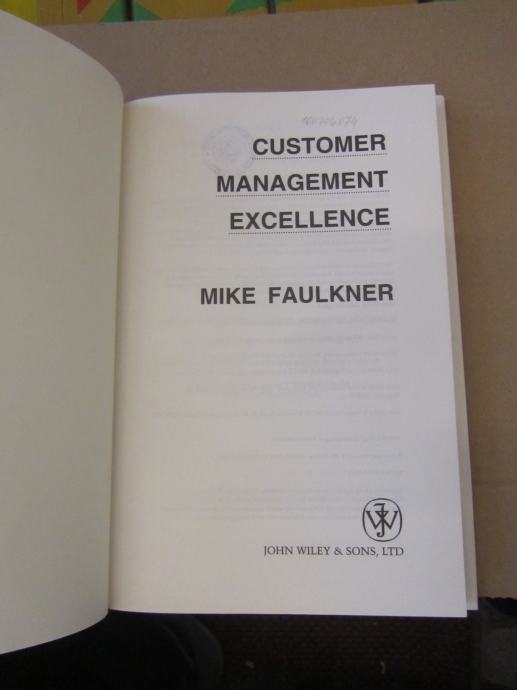 CUSTOMER
MANAGEMENT
EXCELLENCE
MIKE FAULKNER
JOHN WILEY & SONS, LTD